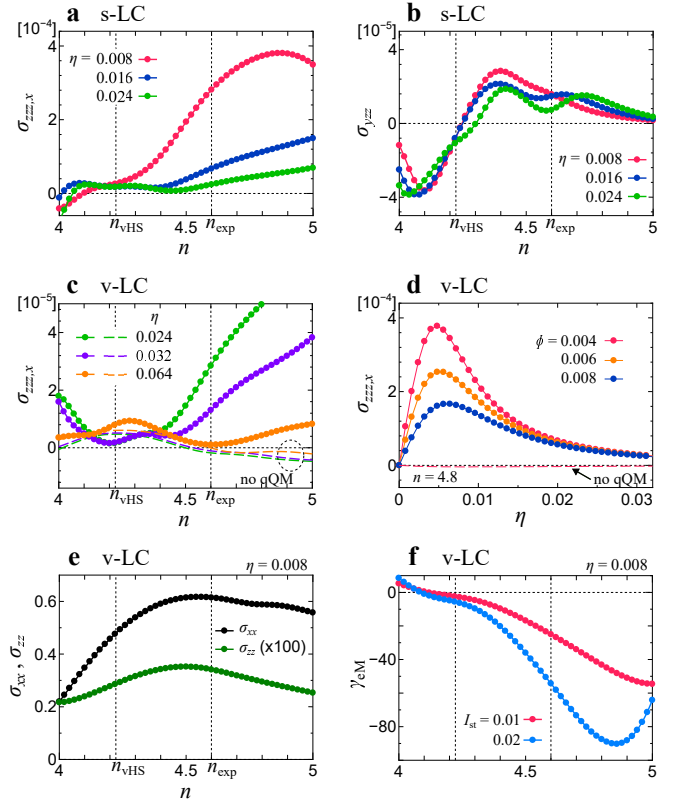 a s-LC
[10⁻⁴]
4
2
0
σzzz,x
η = 0.008
0.016
0.024
4
nvHS
4.5
nexp
5
n
b s-LC
[10⁻⁵]
4
0
−4
σyzz
η = 0.008
0.016
0.024
4
nvHS
nexp
5
n
c v-LC
[10⁻⁵]
4
2
0
σzzz,x
η
0.024
0.032
0.064
no qQM
4
nvHS
4.5
nexp
5
n
d v-LC
[10⁻⁴]
4
2
0
σzzz,x
ϕ = 0.004
0.006
0.008
n = 4.8
no qQM
0
0.01
0.02
0.03
η
e v-LC
η = 0.008
0.6
0.4
0.2
σxx , σzz
σxx
σzz (x100)
4
nvHS
4.5
nexp
5
n
f v-LC
η = 0.008
0
−40
−80
γeM
Ist = 0.01
0.02
4
4.5
5
n